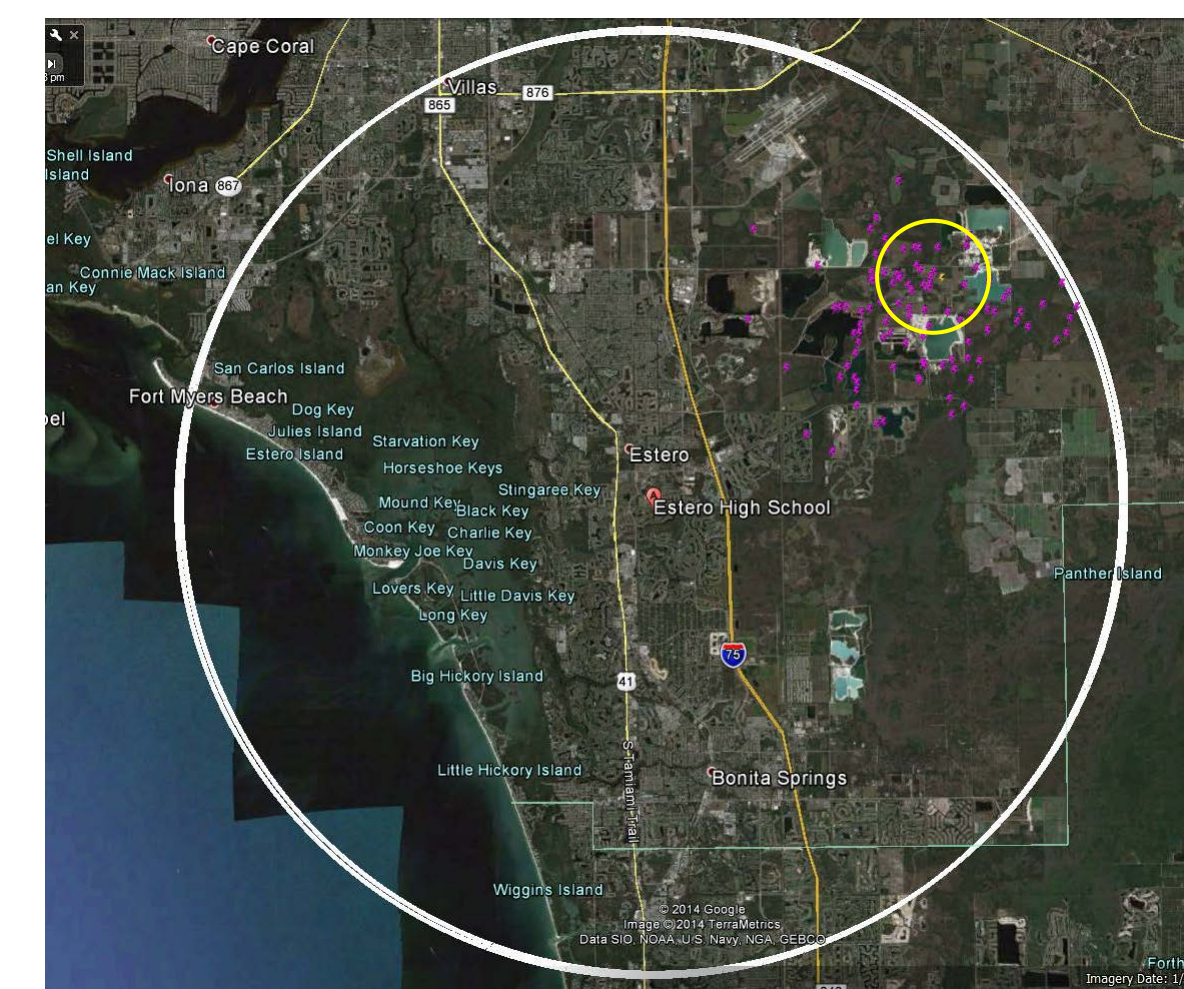 Cape Coral
3 pm
Villas
876
865
Shell Island
Island
Iona
867
el Key
Connie Mack Island
an Key
San Carlos Island
Fort Myers Beach
Dog Key
Julies Island
Estero Island
Starvation Key
Horseshoe Keys
Estero
Stingaree Key
Mound Key
Black Key
Estero High School
A
Coon Key
Charlie Key
Monkey Joe Key
Davis Key
Panther Island
Lovers Key
Little Davis Key
Long Key
75
Big Hickory Island
41
S Tamiami Trail
Little Hickory Island
Bonita Springs
Wiggins Island
© 2014 Google
Image © 2014 TerraMetrics
Data SIO, NOAA, U.S. Navy, NGA, GEBCO
Forth
Imagery Date: 1/